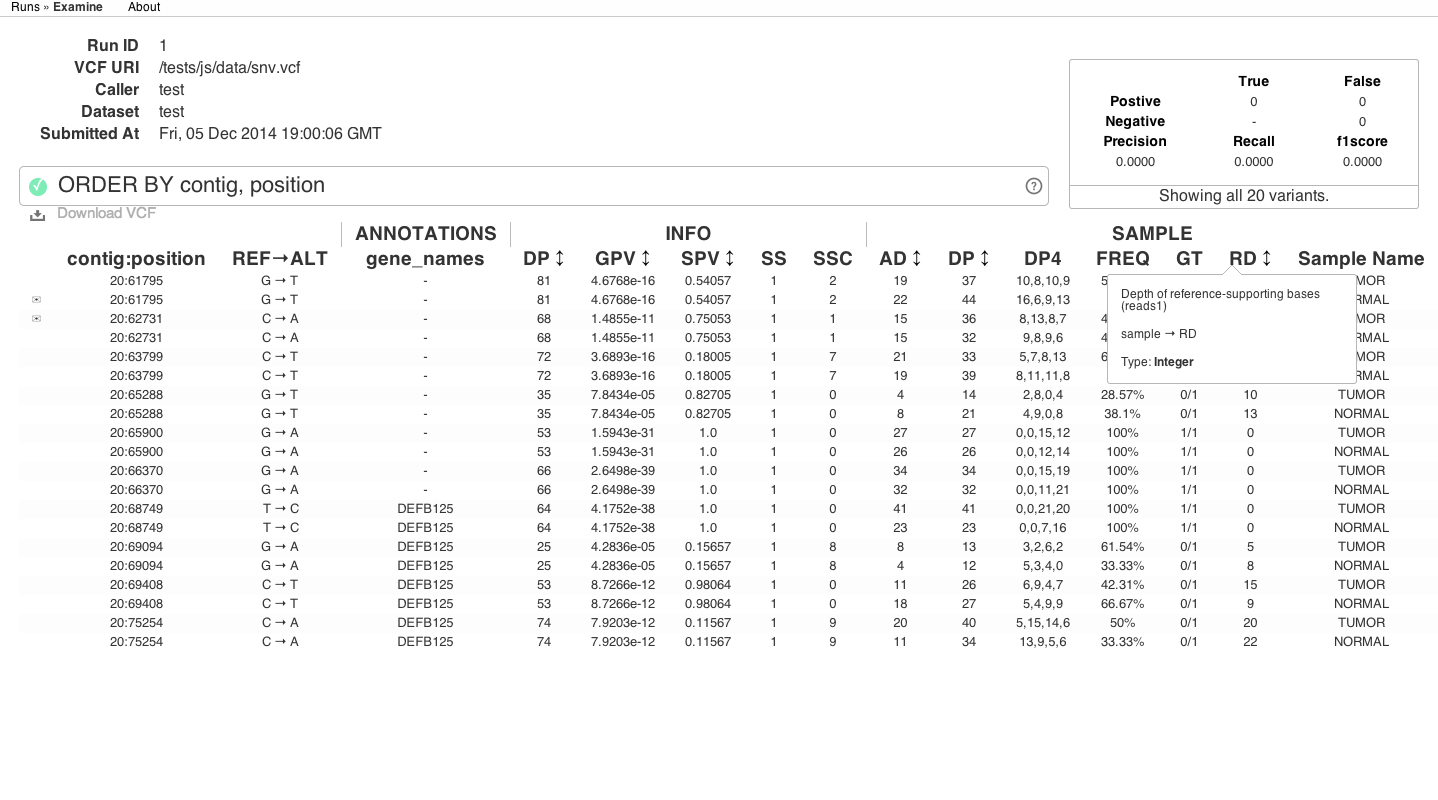 Runs » Examine About
Run ID 1
VCF URI /tests/js/data/snv.vcf
Caller test
Dataset test
Submitted At Fri, 05 Dec 2014 19:00:06 GMT
True False
Postive 0 0
Negative - 0
Precision Recall f1score
0.0000 0.0000 0.0000
Showing all 20 variants.
ORDER BY contig, position ?
Download VCF
ANNOTATIONS INFO SAMPLE
contig:position REF→ALT gene_names DP ↕ GPV ↕ SPV ↕ SS SSC AD ↕ DP ↕ DP4 FREQ GT RD ↕ Sample Name
20:61795 G → T - 81 4.6768e-16 0.54057 1 2 19 37 10,8,10,9 5 MOR
20:61795 G → T - 81 4.6768e-16 0.54057 1 2 22 44 16,6,9,13 RMAL
20:62731 C → A - 68 1.4855e-11 0.75053 1 1 15 36 8,13,8,7 4 MOR
20:62731 C → A - 68 1.4855e-11 0.75053 1 1 15 32 9,8,9,6 4 RMAL
20:63799 C → T - 72 3.6893e-16 0.18005 1 7 21 33 5,7,8,13 6 MOR
20:63799 C → T - 72 3.6893e-16 0.18005 1 7 19 39 8,11,11,8 RMAL
Depth of reference-supporting bases
(reads1)
sample → RD
Type: Integer
20:65288 G → T - 35 7.8434e-05 0.82705 1 0 4 14 2,8,0,4 28.57% 0/1 10 TUMOR
20:65288 G → T - 35 7.8434e-05 0.82705 1 0 8 21 4,9,0,8 38.1% 0/1 13 NORMAL
20:65900 G → A - 53 1.5943e-31 1.0 1 0 27 27 0,0,15,12 100% 1/1 0 TUMOR
20:65900 G → A - 53 1.5943e-31 1.0 1 0 26 26 0,0,12,14 100% 1/1 0 NORMAL
20:66370 G → A - 66 2.6498e-39 1.0 1 0 34 34 0,0,15,19 100% 1/1 0 TUMOR
20:66370 G → A - 66 2.6498e-39 1.0 1 0 32 32 0,0,11,21 100% 1/1 0 NORMAL
20:68749 T → C DEFB125 64 4.1752e-38 1.0 1 0 41 41 0,0,21,20 100% 1/1 0 TUMOR
20:68749 T → C DEFB125 64 4.1752e-38 1.0 1 0 23 23 0,0,7,16 100% 1/1 0 NORMAL
20:69094 G → A DEFB125 25 4.2836e-05 0.15657 1 8 8 13 3,2,6,2 61.54% 0/1 5 TUMOR
20:69094 G → A DEFB125 25 4.2836e-05 0.15657 1 8 4 12 5,3,4,0 33.33% 0/1 8 NORMAL
20:69408 C → T DEFB125 53 8.7266e-12 0.98064 1 0 11 26 6,9,4,7 42.31% 0/1 15 TUMOR
20:69408 C → T DEFB125 53 8.7266e-12 0.98064 1 0 18 27 5,4,9,9 66.67% 0/1 9 NORMAL
20:75254 C → A DEFB125 74 7.9203e-12 0.11567 1 9 20 40 5,15,14,6 50% 0/1 20 TUMOR
20:75254 C → A DEFB125 74 7.9203e-12 0.11567 1 9 11 34 13,9,5,6 33.33% 0/1 22 NORMAL